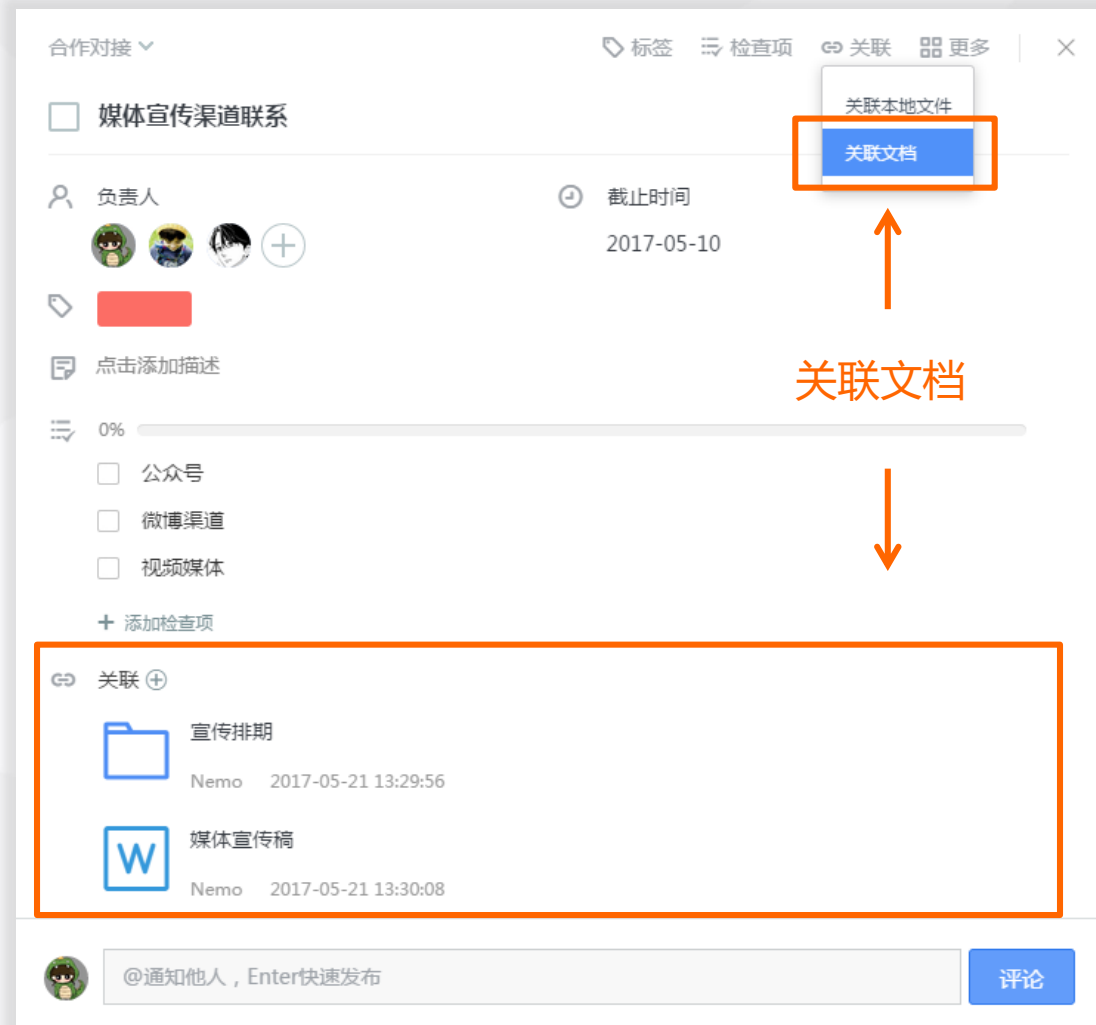 合作对接
标签 检查项 关联 更多
关联本地文件
关联文档
媒体宣传渠道联系
负责人
截止时间
2017-05-10
点击添加描述
关联文档
0%
公众号
微博渠道
视频媒体
+ 添加检查项
关联
宣传排期
Nemo 2017-05-21 13:29:56
W
媒体宣传稿
Nemo 2017-05-21 13:30:08
@通知他人，Enter快速发布
评论